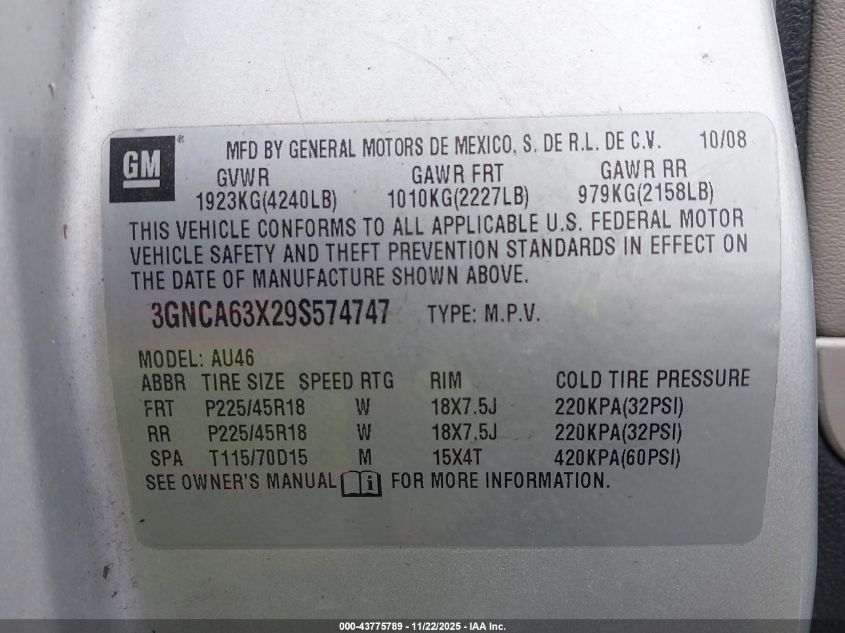 GM
MFD BY GENERAL MOTORS DE MEXICO, S. DE R.L. DE C.V. 10/08
GVWR GAWR FRT GAWR RR
1923KG(4240LB) 1010KG(2227LB) 979KG(2158LB)
THIS VEHICLE CONFORMS TO ALL APPLICABLE U.S. FEDERAL MOTOR
VEHICLE SAFETY AND THEFT PREVENTION STANDARDS IN EFFECT ON
THE DATE OF MANUFACTURE SHOWN ABOVE.
3GNCA63X29S574747 TYPE: M.P.V.
MODEL: AU46
ABBR TIRE SIZE SPEED RTG RIM COLD TIRE PRESSURE
FRT P225/45R18 W 18X7.5J 220KPA(32PSI)
RR P225/45R18 W 18X7.5J 220KPA(32PSI)
SPA T115/70D15 M 15X4T 420KPA(60PSI)
SEE OWNER'S MANUAL i FOR MORE INFORMATION.
000-43775789 - 11/22/2025 - IAA Inc.